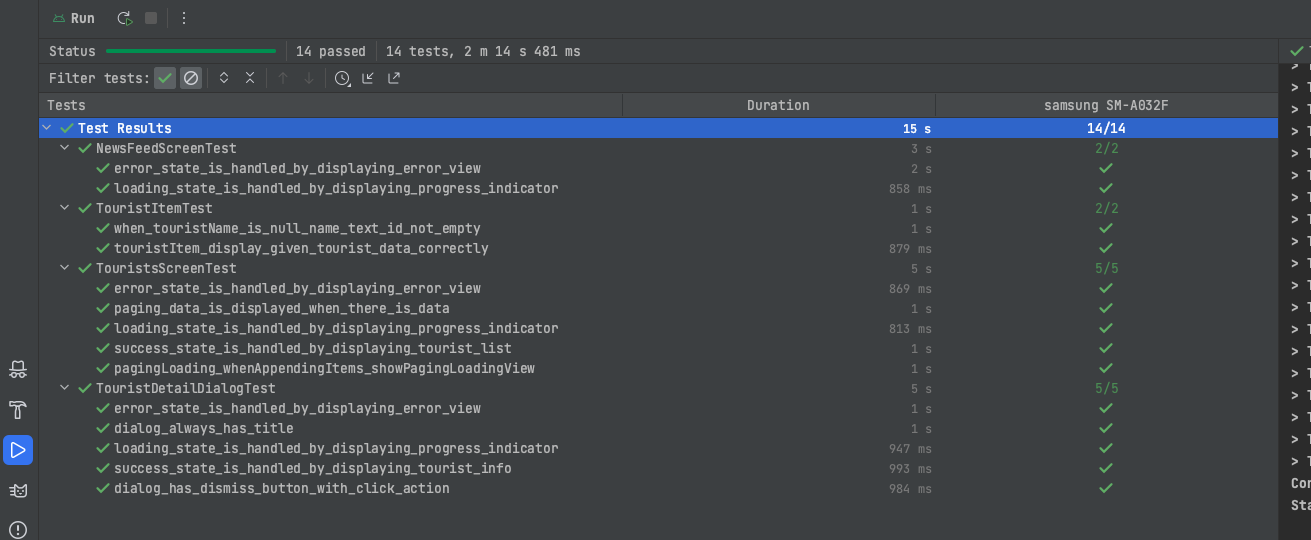 Run
Status 14 passed 14 tests, 2 m 14 s 481 ms
Filter tests:
Tests Duration samsung SM-A032F
Test Results 15 s 14/14
NewsFeedScreenTest 3 s 2/2
error_state_is_handled_by_displaying_error_view 2 s
loading_state_is_handled_by_displaying_progress_indicator 858 ms
TouristItemTest 1 s 2/2
when_touristName_is_null_name_text_id_not_empty 1 s
touristItem_display_given_tourist_data_correctly 879 ms
TouristsScreenTest 5 s 5/5
error_state_is_handled_by_displaying_error_view 869 ms
paging_data_is_displayed_when_there_is_data 1 s
loading_state_is_handled_by_displaying_progress_indicator 813 ms
success_state_is_handled_by_displaying_tourist_list 1 s
pagingLoading_whenAppendingItems_showPagingLoadingView 1 s
TouristDetailDialogTest 5 s 5/5
error_state_is_handled_by_displaying_error_view 1 s
dialog_always_has_title 1 s
loading_state_is_handled_by_displaying_progress_indicator 947 ms
success_state_is_handled_by_displaying_tourist_info 993 ms
dialog_has_dismiss_button_with_click_action 984 ms